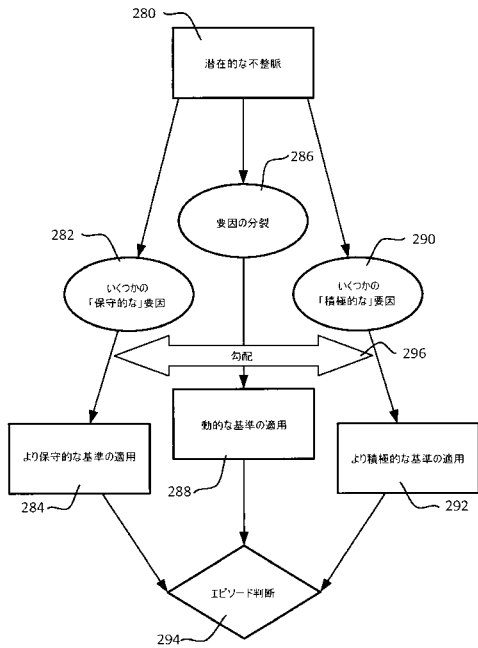 280
潜在的な不整脈
286
要因の分裂
282
290
いくつかの
「保守的な」要因
いくつかの
「積極的な」要因
勾配
296
動的な基準の適用
より保守的な基準の適用
より積極的な基準の適用
288
284
292
エピソード判断
294